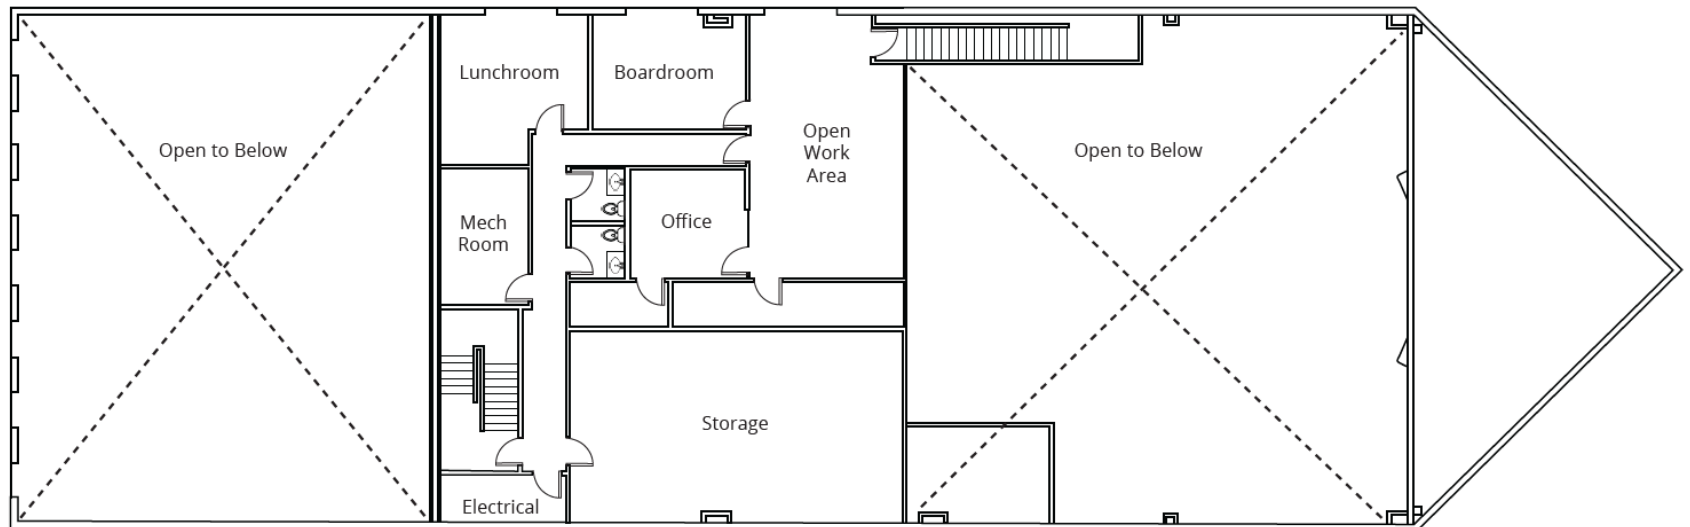 Lunchroom
Boardroom
Open to Below
Open
Work
Area
Open to Below
Mech
Room
Office
Storage
Electrical